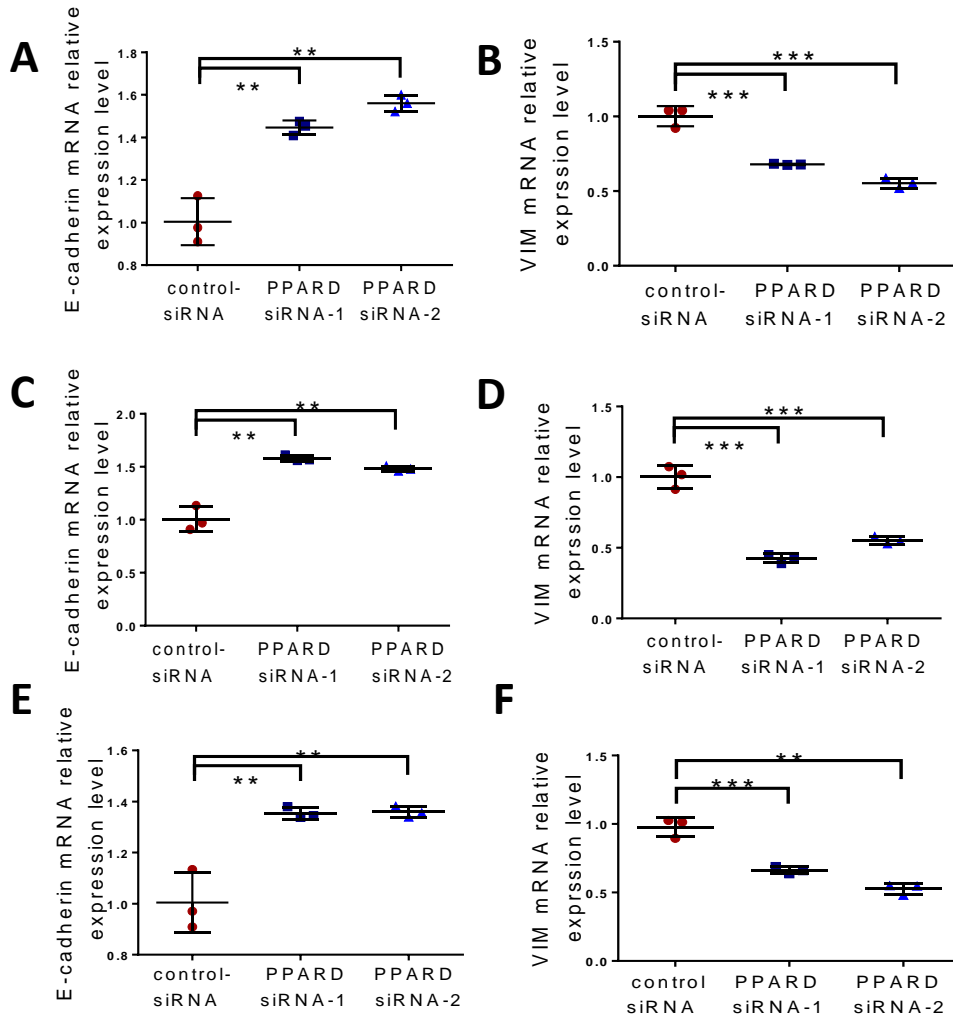 A
E-cadherin mRNA relative
expression level
1.8
1.6
1.4
1.2
1.0
0.8
**
**
control-
siRNA
PPARD
siRNA-1
PPARD
siRNA-2
B
VIM mRNA relative
exprssion level
1.5
1.0
0.5
0.0
***
***
control-
siRNA
PPARD
siRNA-1
PPARD
siRNA-2
C
E-cadherin mRNA relative
expression level
2.0
1.5
1.0
0.5
0.0
**
**
control-
siRNA
PPARD
siRNA-1
PPARD
siRNA-2
D
VIM mRNA relative
exprssion level
1.5
1.0
0.5
0.0
***
***
control-
siRNA
PPARD
siRNA-1
PPARD
siRNA-2
E
E-cadherin mRNA relative
expression level
1.6
1.4
1.2
1.0
0.8
**
**
control-
siRNA
PPARD
siRNA-1
PPARD
siRNA-2
F
VIM mRNA relative
exprssion level
1.5
1.0
0.5
0.0
**
***
control
siRNA
PPARD
siRNA-1
PPARD
siRNA-2